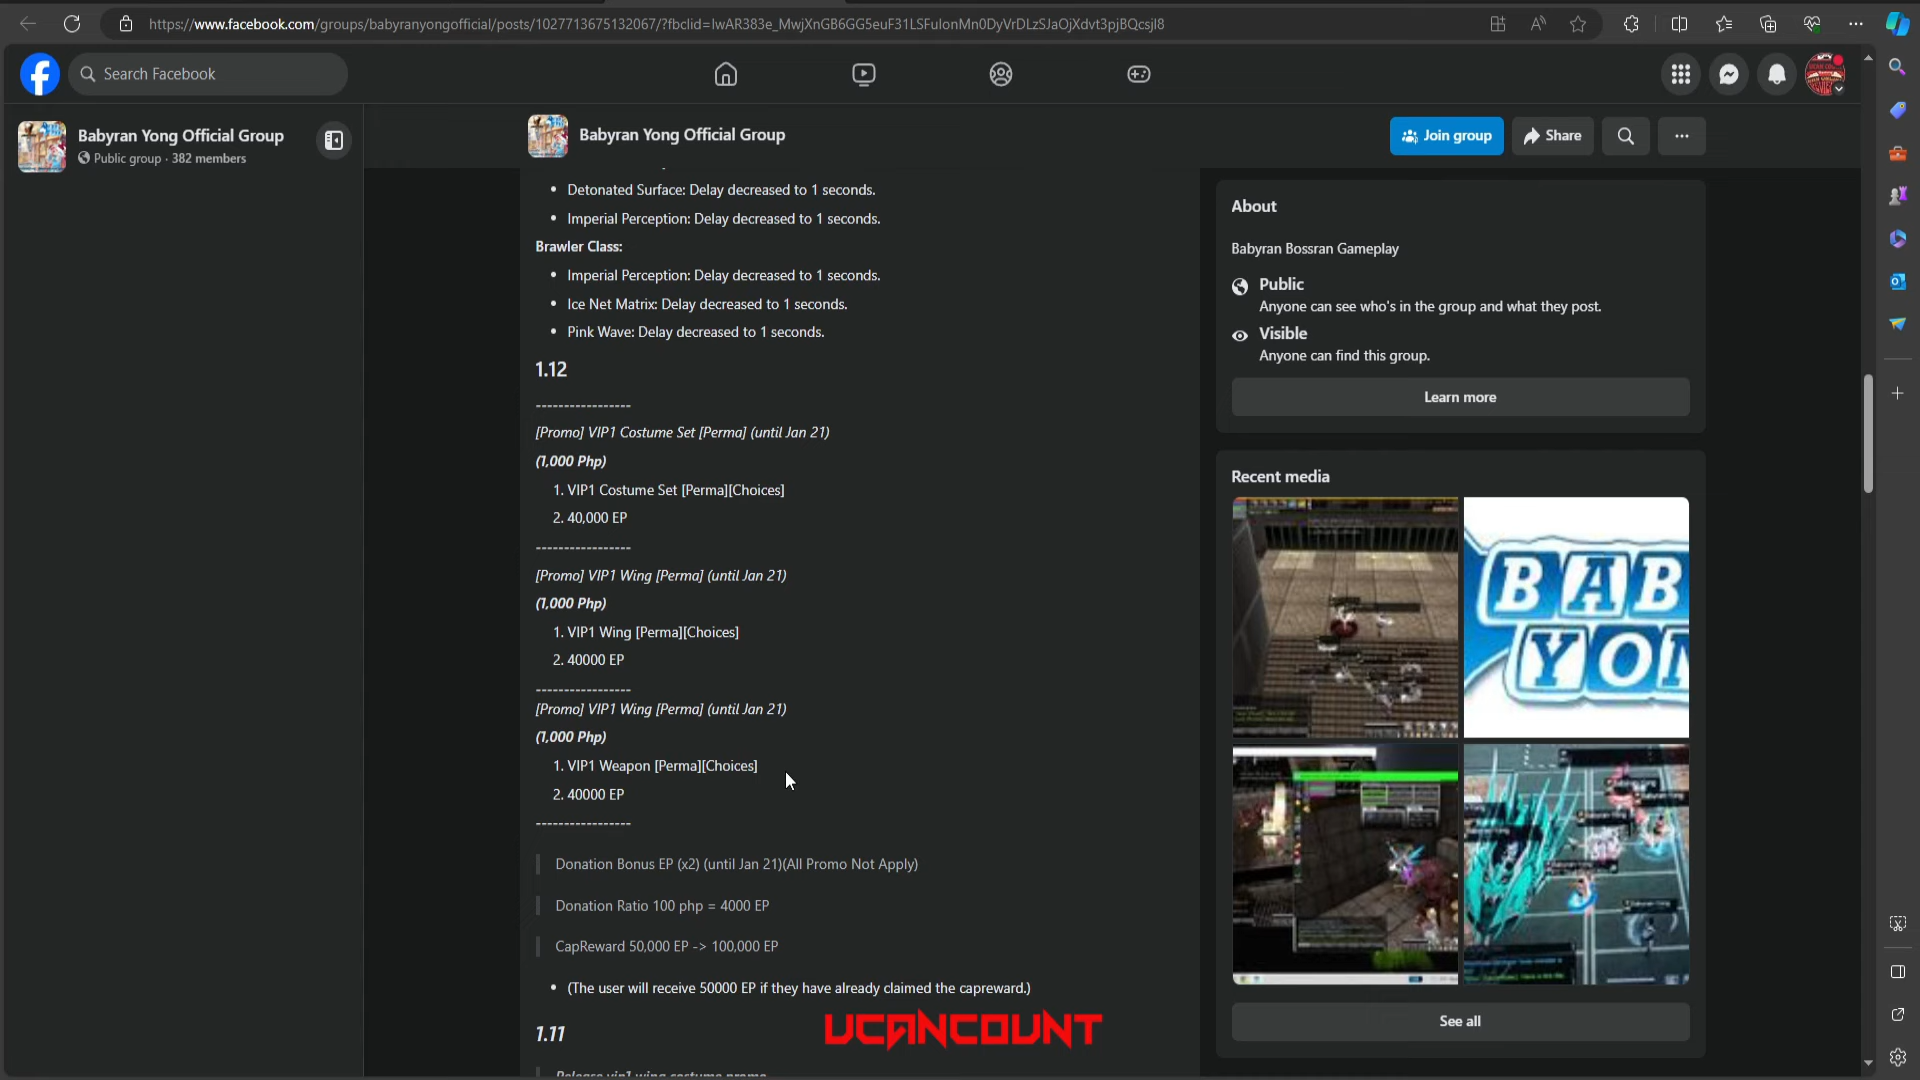 https://www.facebook.com/groups/babyranyongofficial/posts/1027713675132067/?fbclid=IwAR383e_MwjXnGB6GG5euF31LSFuIonMn0DyVrDLzSJaOjXdvt3pjBQcsjI8
Search Facebook
Babyran Yong Official Group
Public group · 382 members
Babyran Yong Official Group
Join group
Share
Detonated Surface: Delay decreased to 1 seconds.
Imperial Perception: Delay decreased to 1 seconds.
Brawler Class:
Imperial Perception: Delay decreased to 1 seconds.
Ice Net Matrix: Delay decreased to 1 seconds.
Pink Wave: Delay decreased to 1 seconds.
1.12
-----------------
[Promo] VIP1 Costume Set [Perma] (until Jan 21)
(1,000 Php)
1. VIP1 Costume Set [Perma][Choices]
2. 40,000 EP
-----------------
[Promo] VIP1 Wing [Perma] (until Jan 21)
(1,000 Php)
1. VIP1 Wing [Perma][Choices]
2. 40000 EP
-----------------
[Promo] VIP1 Wing [Perma] (until Jan 21)
(1,000 Php)
1. VIP1 Weapon [Perma][Choices]
2. 40000 EP
-----------------
Donation Bonus EP (x2) (until Jan 21)(All Promo Not Apply)
Donation Ratio 100 php = 4000 EP
CapReward 50,000 EP -> 100,000 EP
(The user will receive 50000 EP if they have already claimed the capreward.)
1.11
Release vip1 wing costume promo
UCANCOUNT
About
Babyran Bossran Gameplay
Public
Anyone can see who's in the group and what they post.
Visible
Anyone can find this group.
Learn more
Recent media
BAB
YON
See all